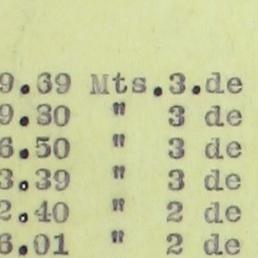 9.69 Mts.3.de
9.30 " 3 de
6.50 " 3 de
3.39 " 3 de
2.40 " 2 de
6.01 " 2 de